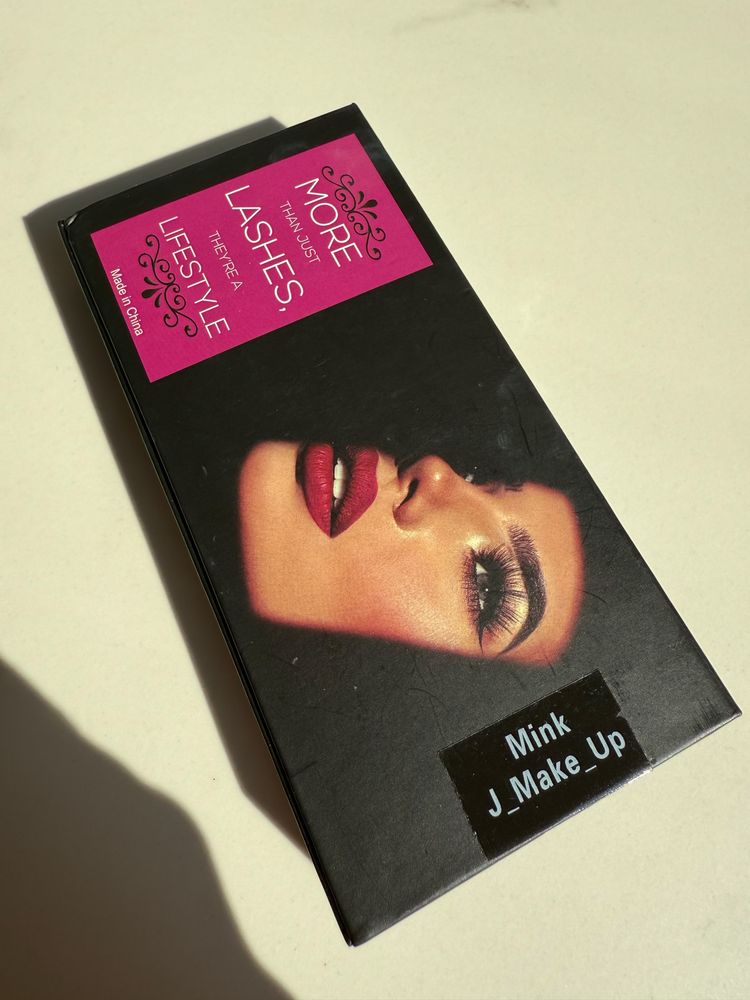 MORE
THAN JUST
LASHES,
THEY'RE A
LIFESTYLE
Made in China
Mink
J_Make_Up